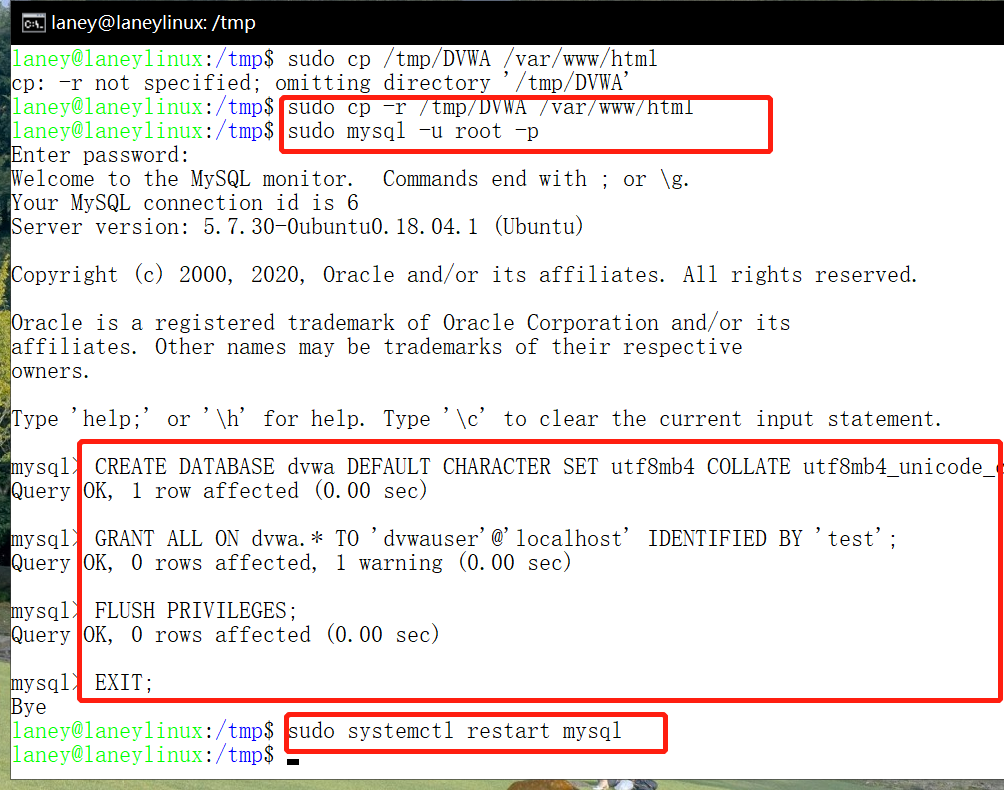 laney@laneylinux: /tmp
laney@laneylinux:/tmp$ sudo cp /tmp/DVWA /var/www/html
cp: -r not specified; omitting directory '/tmp/DVWA'
laney@laneylinux:/tmp$ sudo cp -r /tmp/DVWA /var/www/html
laney@laneylinux:/tmp$ sudo mysql -u root -p
Enter password:
Welcome to the MySQL monitor.  Commands end with ; or \g.
Your MySQL connection id is 6
Server version: 5.7.30-0ubuntu0.18.04.1 (Ubuntu)
Copyright (c) 2000, 2020, Oracle and/or its affiliates. All rights reserved.
Oracle is a registered trademark of Oracle Corporation and/or its
affiliates. Other names may be trademarks of their respective
owners.
Type 'help;' or '\h' for help. Type '\c' to clear the current input statement.
mysql> CREATE DATABASE dvwa DEFAULT CHARACTER SET utf8mb4 COLLATE utf8mb4_unicode_
Query OK, 1 row affected (0.00 sec)
mysql> GRANT ALL ON dvwa.* TO 'dvwauser'@'localhost' IDENTIFIED BY 'test';
Query OK, 0 rows affected, 1 warning (0.00 sec)
mysql> FLUSH PRIVILEGES;
Query OK, 0 rows affected (0.00 sec)
mysql> EXIT;
Bye
laney@laneylinux:/tmp$ sudo systemctl restart mysql
laney@laneylinux:/tmp$